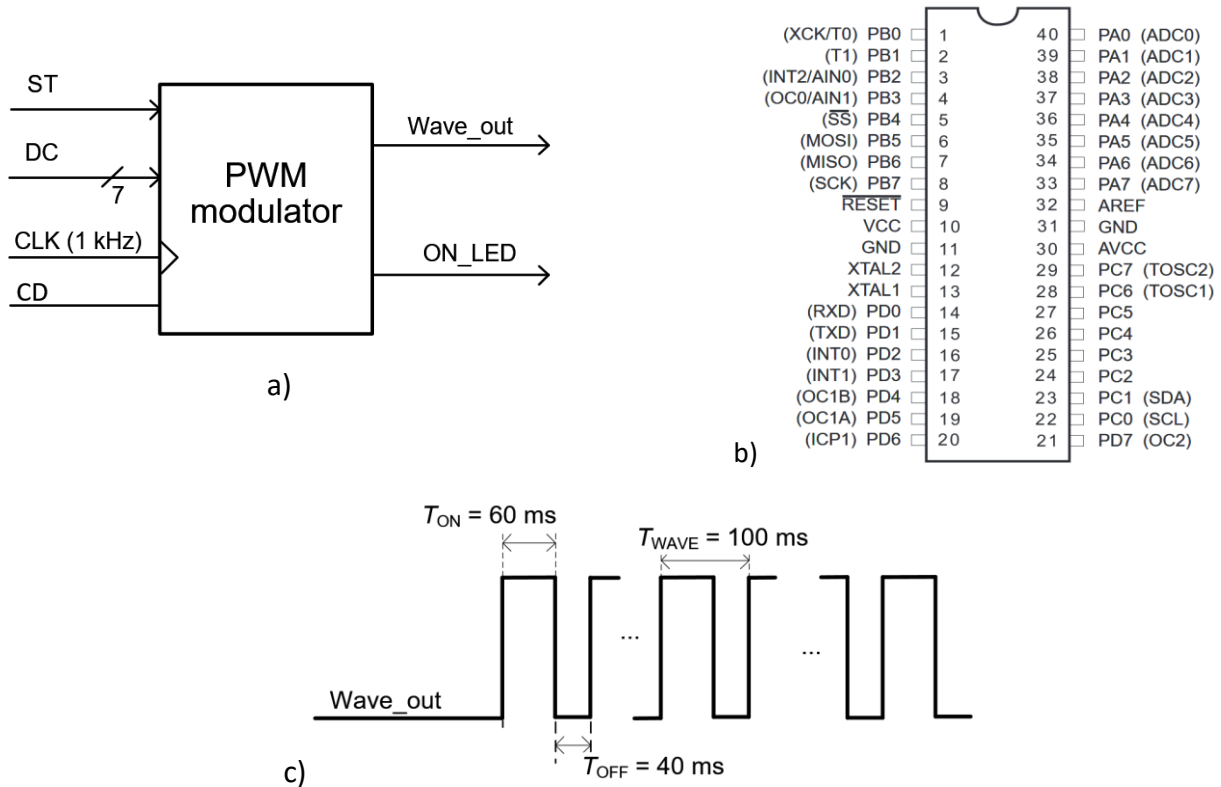 ST
DC
7
CLK (1 kHz)
CD
PWM
modulator
Wave_out
ON_LED
a)
(XCK/T0) PB0 1 40 PA0 (ADC0)
(T1) PB1 2 39 PA1 (ADC1)
(INT2/AIN0) PB2 3 38 PA2 (ADC2)
(OC0/AIN1) PB3 4 37 PA3 (ADC3)
(SS) PB4 5 36 PA4 (ADC4)
(MOSI) PB5 6 35 PA5 (ADC5)
(MISO) PB6 7 34 PA6 (ADC6)
(SCK) PB7 8 33 PA7 (ADC7)
RESET 9 32 AREF
VCC 10 31 GND
GND 11 30 AVCC
XTAL2 12 29 PC7 (TOSC2)
XTAL1 13 28 PC6 (TOSC1)
(RXD) PD0 14 27 PC5
(TXD) PD1 15 26 PC4
(INT0) PD2 16 25 PC3
(INT1) PD3 17 24 PC2
(OC1B) PD4 18 23 PC1 (SDA)
(OC1A) PD5 19 22 PC0 (SCL)
(ICP1) PD6 20 21 PD7 (OC2)
b)
TON = 60 ms
TWAVE = 100 ms
...
...
Wave_out
TOFF = 40 ms
c)